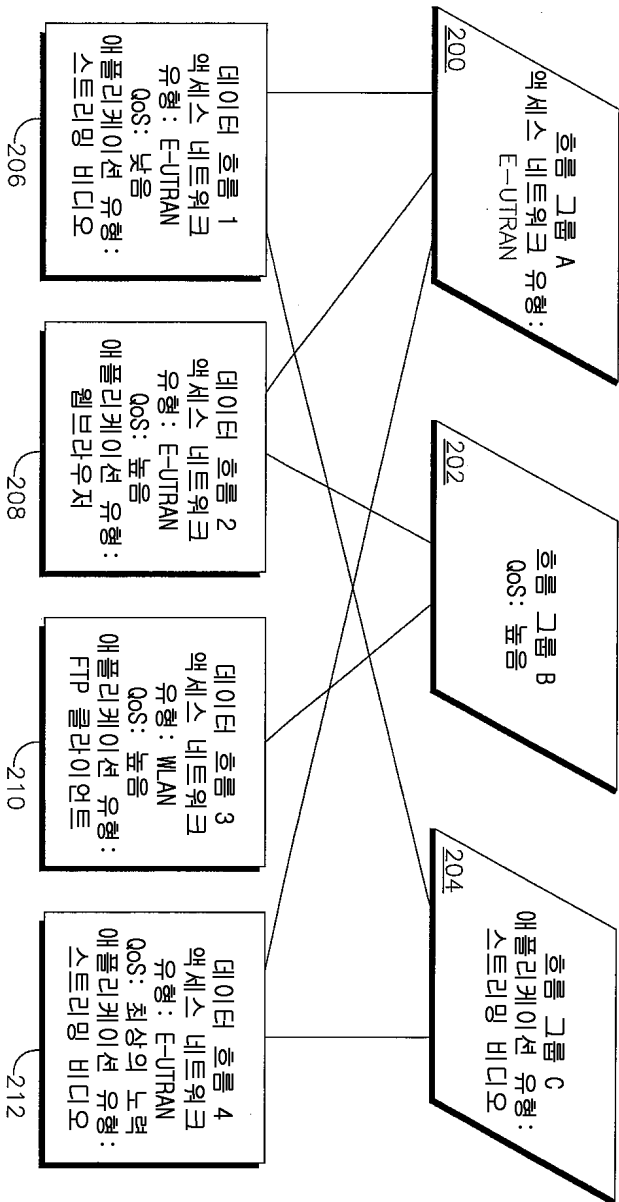 흐름 그룹 A
액세스 네트워크 유형:
E-UTRAN
200
흐름 그룹 B
QoS: 높음
202
흐름 그룹 C
애플리케이션 유형:
스트리밍 비디오
204
데이터 흐름 1
액세스 네트워크
유형: E-UTRAN
QoS: 낮음
애플리케이션 유형:
스트리밍 비디오
206
데이터 흐름 2
액세스 네트워크
유형: E-UTRAN
QoS: 높음
애플리케이션 유형:
웹브라우저
208
데이터 흐름 3
액세스 네트워크
유형: WLAN
QoS: 높음
애플리케이션 유형:
FTP 클라이언트
210
데이터 흐름 4
액세스 네트워크
유형: E-UTRAN
QoS: 최상의 노력
애플리케이션 유형:
스트리밍 비디오
212